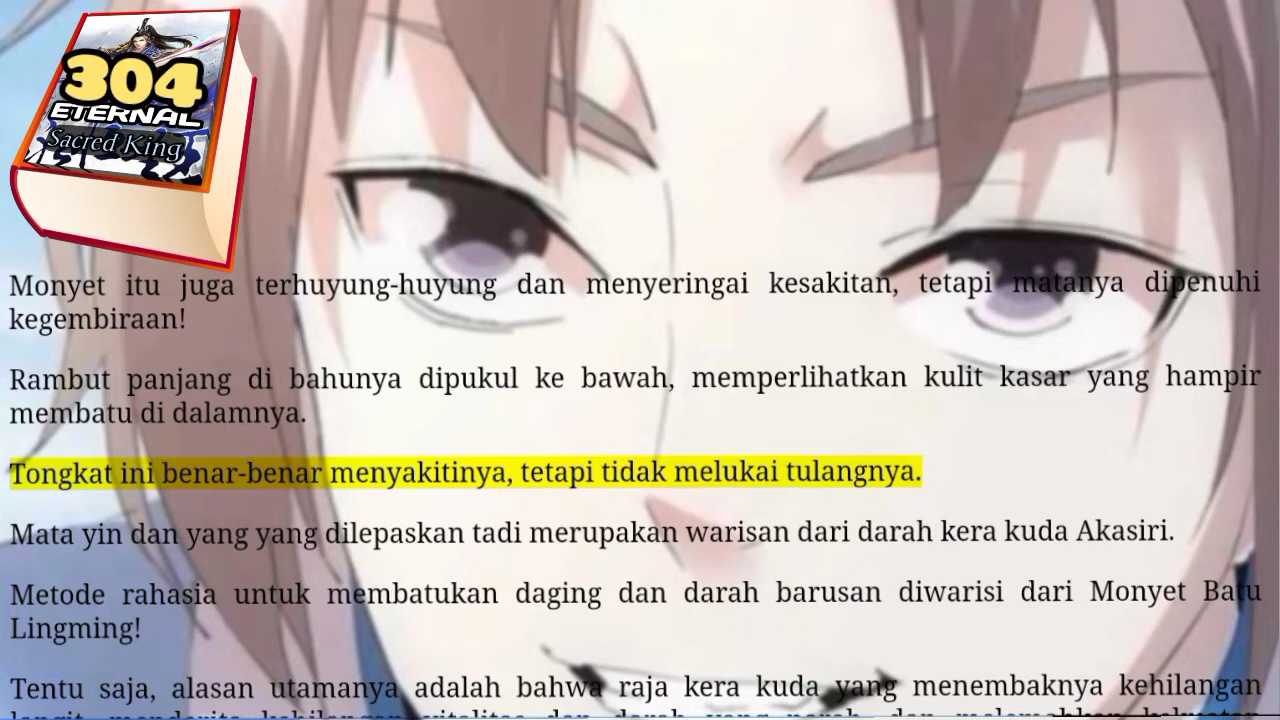 304
ETERNAL
Sacred King
Monyet itu juga terhuyung-huyung dan menyeringai kesakitan, tetapi matanya dipenuhi
kegembiraan!
Rambut panjang di bahunya dipukul ke bawah, memperlihatkan kulit kasar yang hampir
membatu di dalamnya.
Tongkat ini benar-benar menyakitinya, tetapi tidak melukai tulangnya.
Mata yin dan yang yang dilepaskan tadi merupakan warisan dari darah kera kuda Akasiri.
Metode rahasia untuk membatukan daging dan darah barusan diwarisi dari Monyet Batu
Lingming!
Tentu saja, alasan utamanya adalah bahwa raja kera kuda yang menembaknya kehilangan